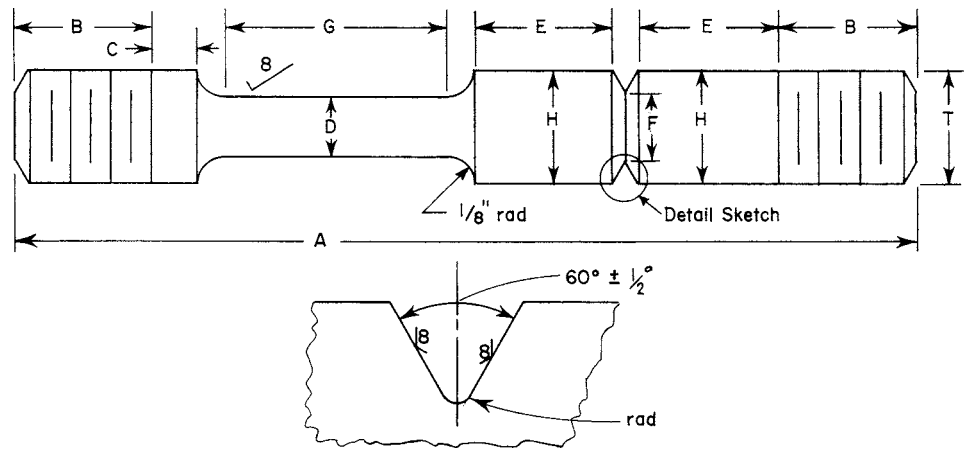 B G E E B
C
8
D H F H T
1/8" rad
Detail Sketch
A
60° ± 1/2°
8 8
rad